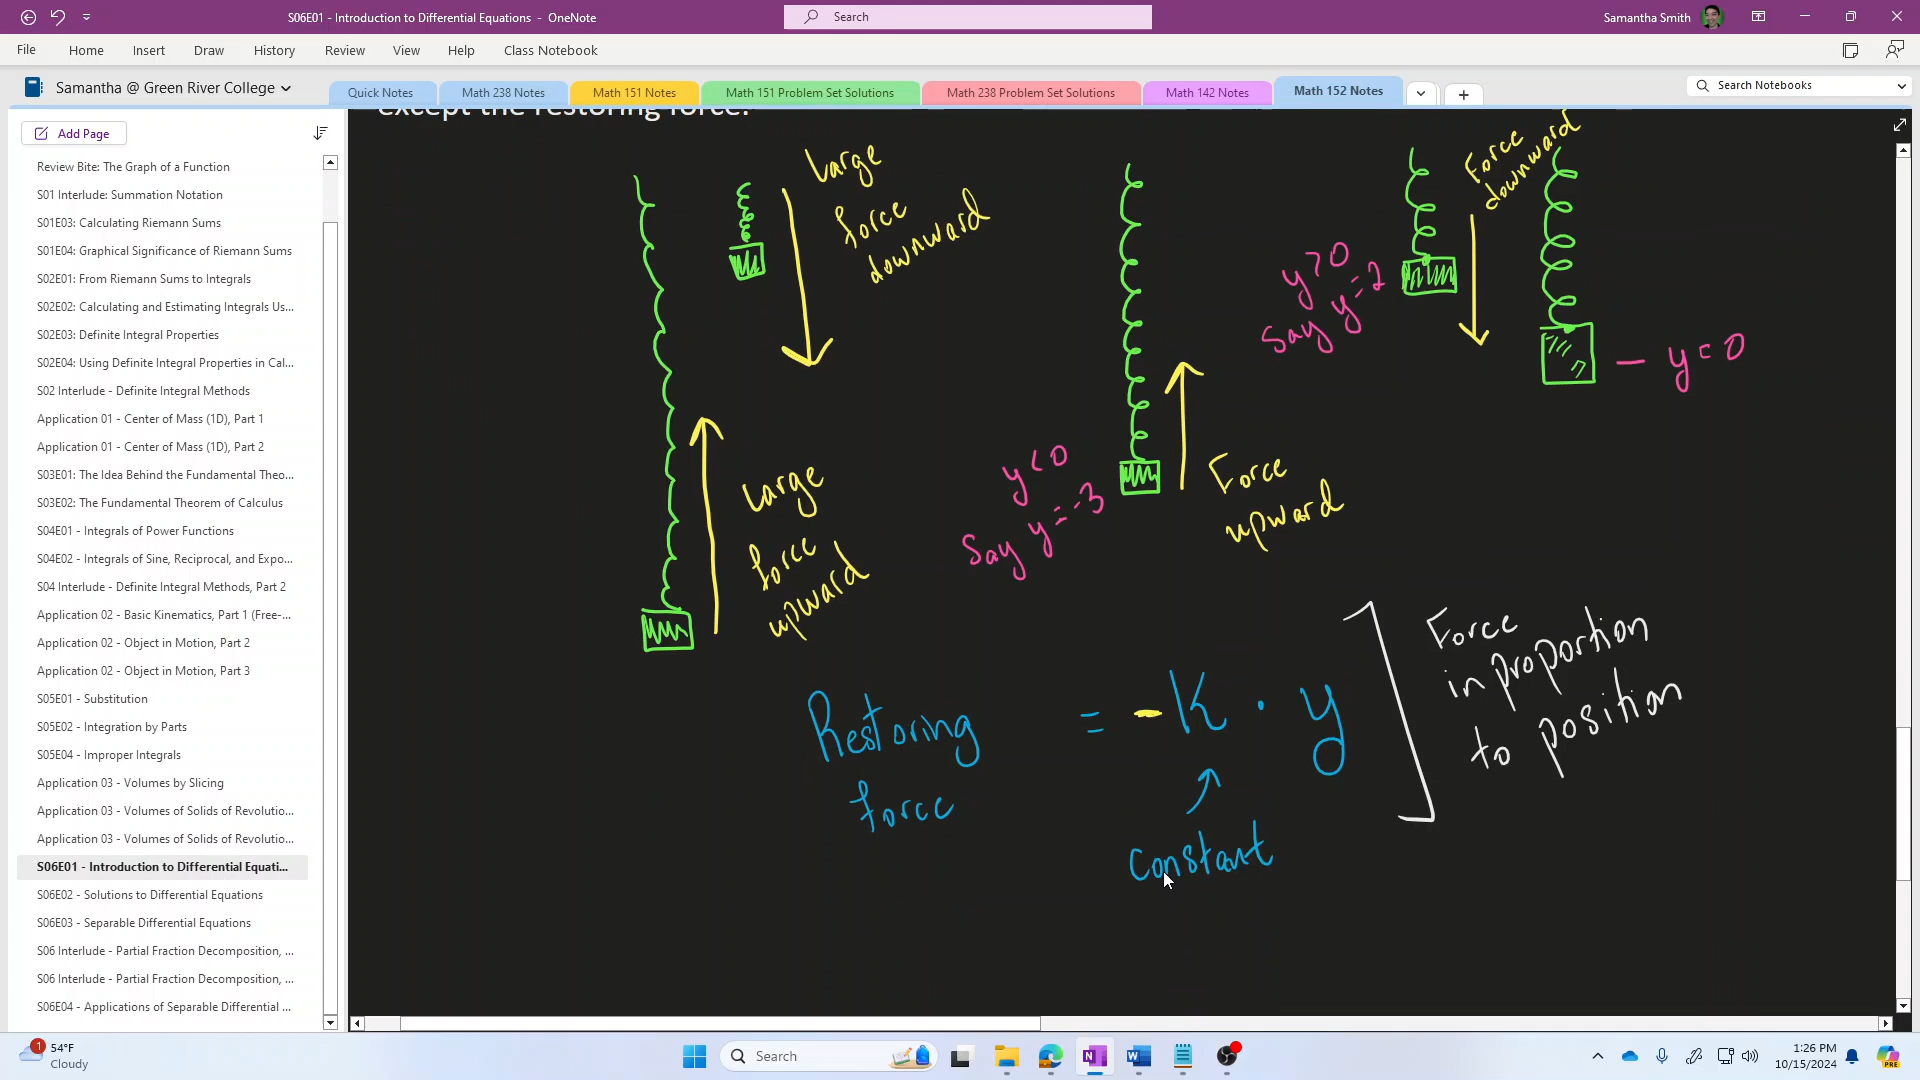 S06E01 - Introduction to Differential Equations - OneNote
Search
Samantha Smith
File Home Insert Draw History Review View Help Class Notebook
Samantha @ Green River College
Quick Notes
Math 238 Notes
Math 151 Notes
Math 151 Problem Set Solutions
Math 238 Problem Set Solutions
Math 142 Notes
Math 152 Notes
Search Notebooks
Add Page
Review Bite: The Graph of a Function
S01 Interlude: Summation Notation
S01E03: Calculating Riemann Sums
S01E04: Graphical Significance of Riemann Sums
S02E01: From Riemann Sums to Integrals
S02E02: Calculating and Estimating Integrals Us...
S02E03: Definite Integral Properties
S02E04: Using Definite Integral Properties in Cal...
S02 Interlude - Definite Integral Methods
Application 01 - Center of Mass (1D), Part 1
Application 01 - Center of Mass (1D), Part 2
S03E01: The Idea Behind the Fundamental Theo...
S03E02: The Fundamental Theorem of Calculus
S04E01 - Integrals of Power Functions
S04E02 - Integrals of Sine, Reciprocal, and Expo...
S04 Interlude - Definite Integral Methods, Part 2
Application 02 - Basic Kinematics, Part 1 (Free-...
Application 02 - Object in Motion, Part 2
Application 02 - Object in Motion, Part 3
S05E01 - Substitution
S05E02 - Integration by Parts
S05E04 - Improper Integrals
Application 03 - Volumes by Slicing
Application 03 - Volumes of Solids of Revolutio...
Application 03 - Volumes of Solids of Revolutio...
S06E01 - Introduction to Differential Equati...
S06E02 - Solutions to Differential Equations
S06E03 - Separable Differential Equations
S06 Interlude - Partial Fraction Decomposition, ...
S06 Interlude - Partial Fraction Decomposition, ...
S06E04 - Applications of Separable Differential ...
except the restoring force.
Large
force
downward
Large
force
upward
y < 0
Say y = -3
Force
upward
y > 0
Say y = 2
Force
downward
- y = 0
Restoring
force
= -K · y
constant
Force
in proportion
to position
1
54°F
Cloudy
Search
1:26 PM
10/15/2024
PRE